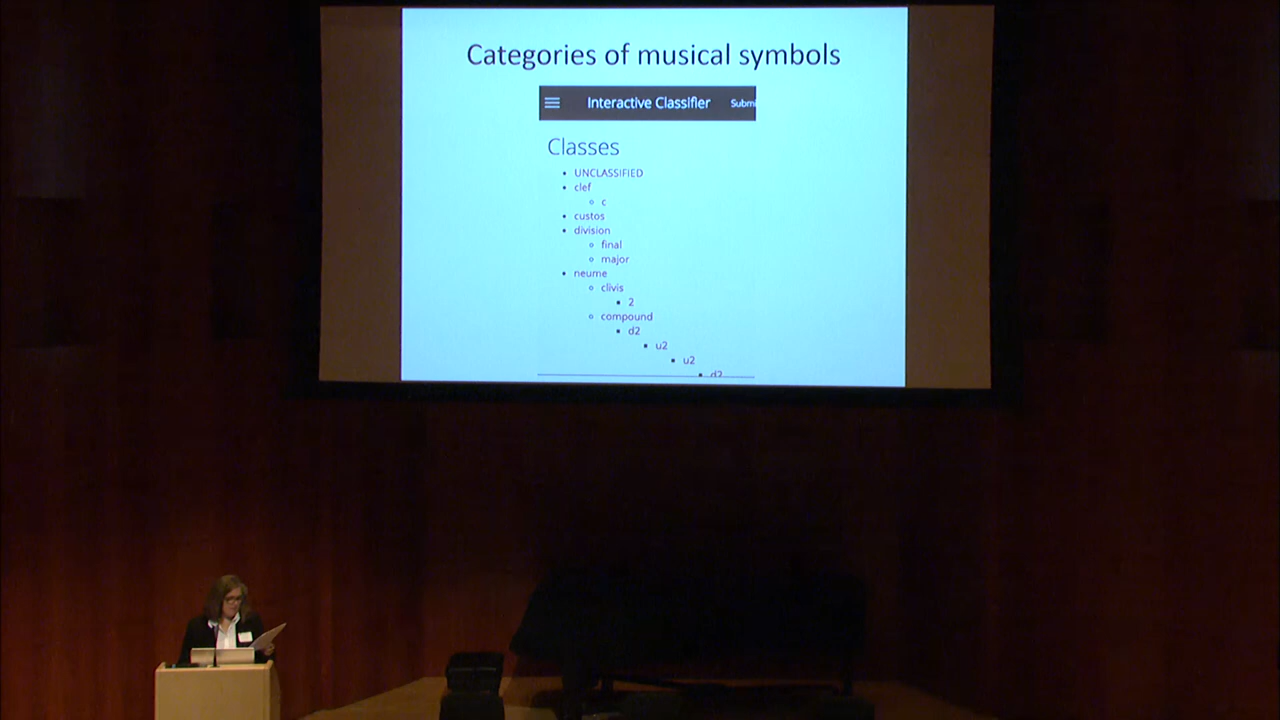 Categories of musical symbols
Interactive Classifier
Classes
UNCLASSIFIED
clef
c
custos
division
final
major
neume
clivis
2
compound
d2
u2
u2
d2